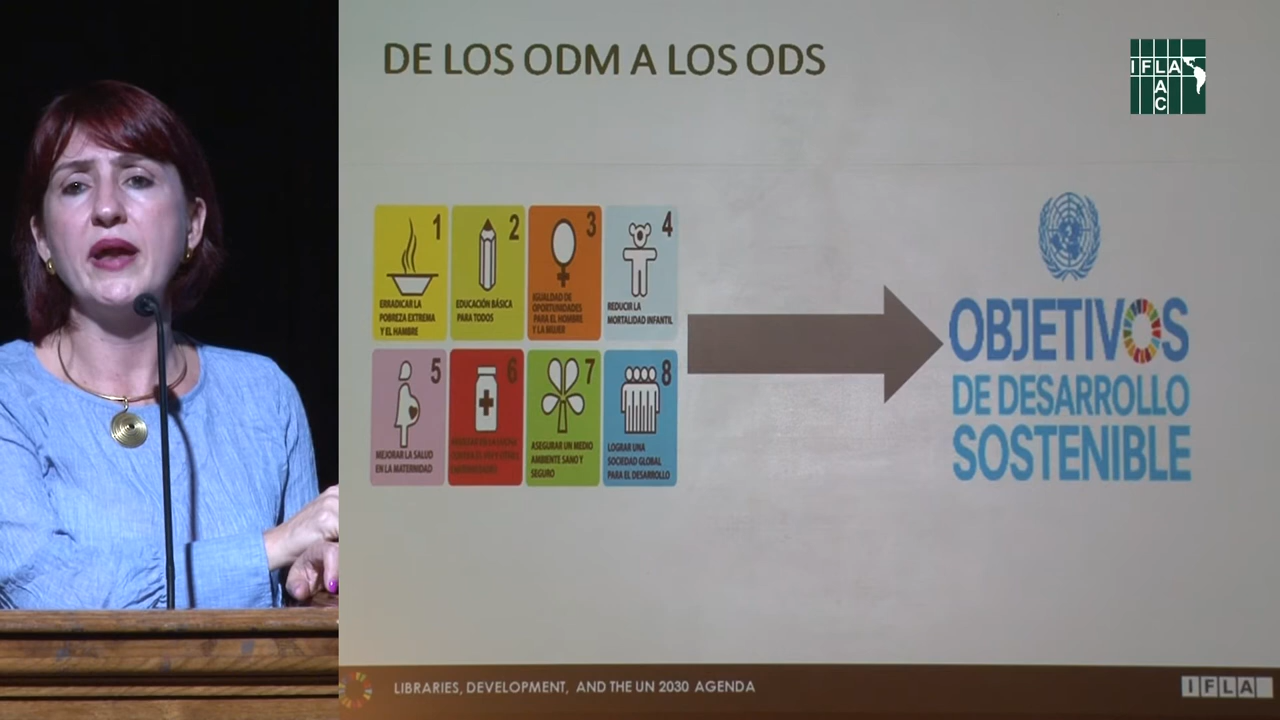 DE LOS ODM A LOS ODS
IFLA
LAC
1
ERRADICAR LA
POBREZA EXTREMA
Y EL HAMBRE
2
EDUCACIÓN BÁSICA
PARA TODOS
3
IGUALDAD DE
OPORTUNIDADES
PARA EL HOMBRE
Y LA MUJER
4
REDUCIR LA
MORTALIDAD INFANTIL
5
MEJORAR LA SALUD
EN LA MATERNIDAD
6
7
ASEGURAR UN MEDIO
AMBIENTE SANO Y
SEGURO
8
LOGRAR UNA
SOCIEDAD GLOBAL
PARA EL DESARROLLO
OBJETIVOS
DE DESARROLLO
SOSTENIBLE
LIBRARIES, DEVELOPMENT, AND THE UN 2030 AGENDA
IFLA